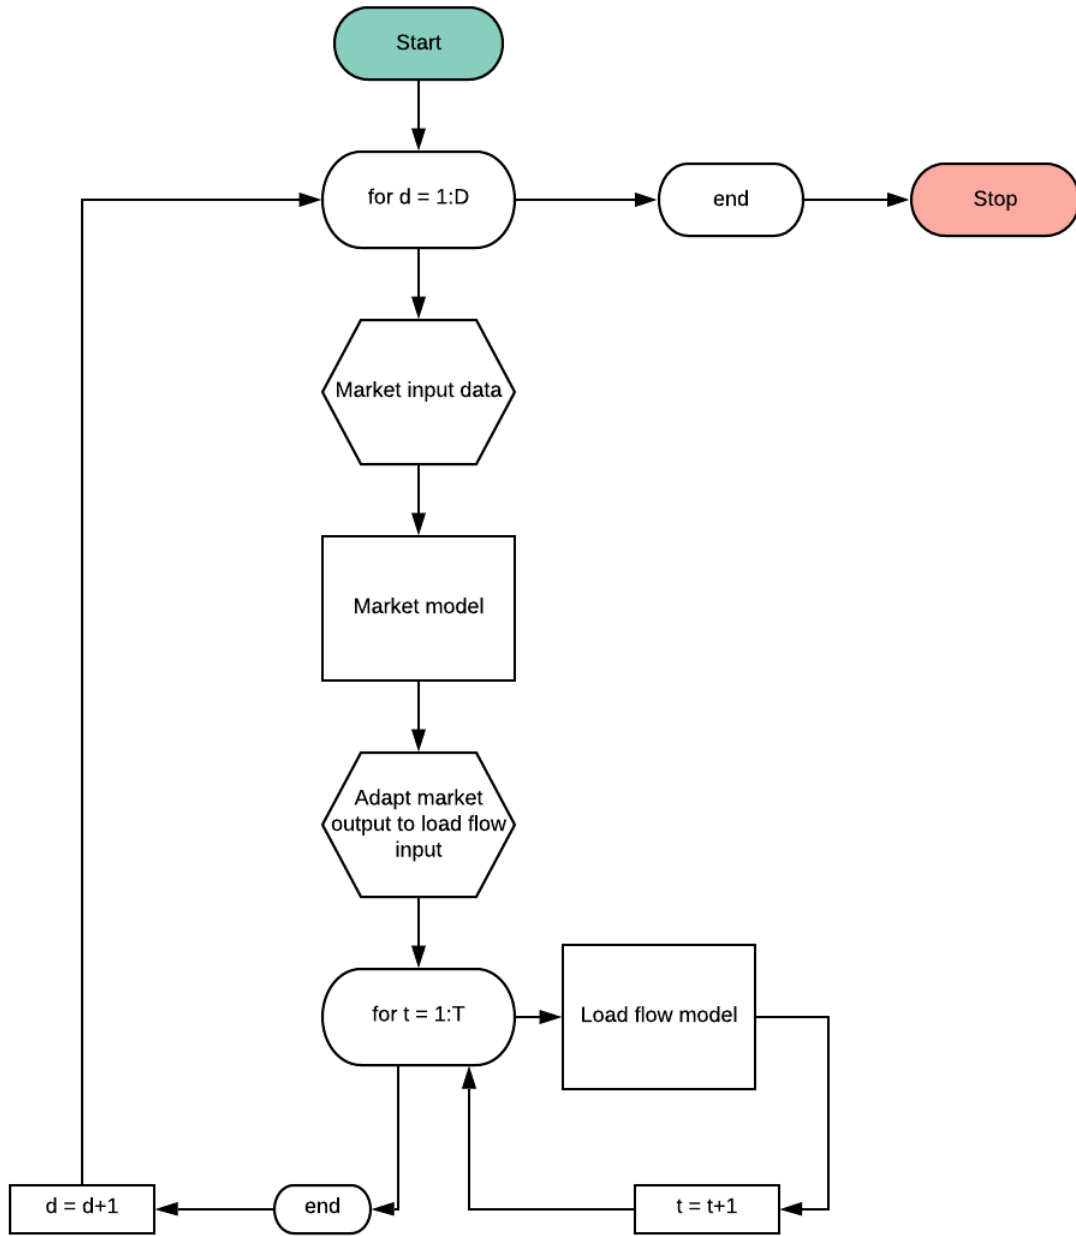 Start
for d = 1:D
end
Stop
Market input data
Market model
Adapt market
output to load flow
input
for t = 1:T
Load flow model
d = d+1
end
t = t+1